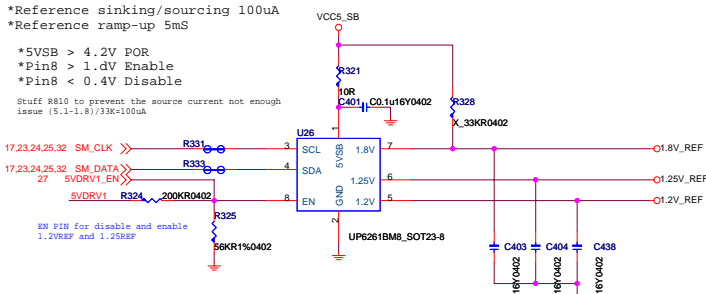 *Reference sinking/sourcing 100uA
*Reference ramp-up 5mS
*5VSB > 4.2V POR
*Pin8 > 1.dV Enable
*Pin8 < 0.4V Disable
Stuff R810 to prevent the source current not enough
issue (5.1-1.8)/33K=100uA
VCC5_SB
R321
10R
C401 C0.1u16Y0402
R328
X_33KR0402
U26
17,23,24,25,32 SM_CLK
R331
3 SCL
17,23,24,25,32 SM_DATA
R333
4 SDA
27 5VDRV1_EN
5VDRV1 R324 200KR0402
8 EN
1
5VSB
GND
2
1.8V 7
1.25V 6
1.2V 5
1.8V_REF
1.25V_REF
1.2V_REF
R325
56KR1%0402
EN PIN for disable and enable
1.2VREF and 1.25REF
UP6261BM8_SOT23-8
C403 C404 C438
16Y0402 16Y0402 16Y0402